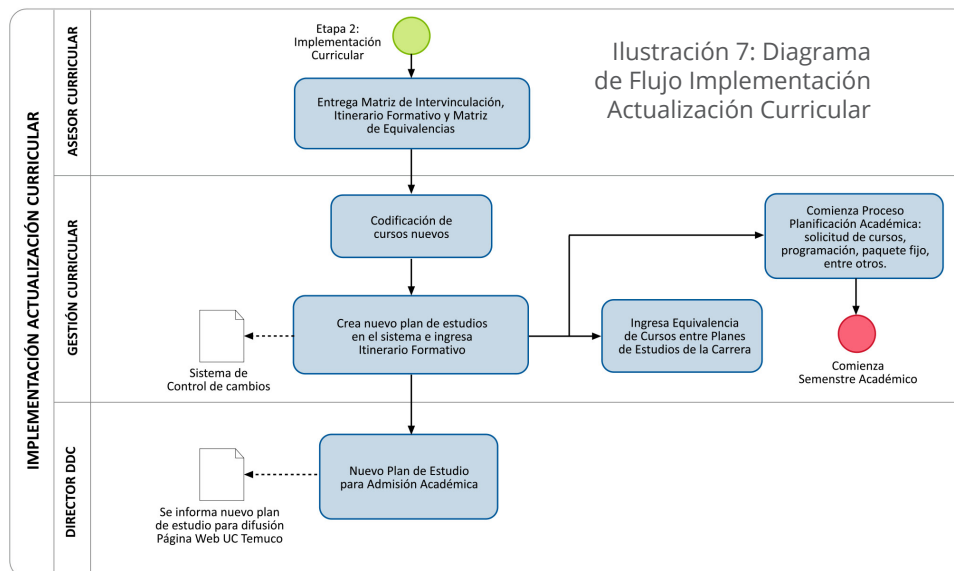 IMPLEMENTACIÓN ACTUALIZACIÓN CURRICULAR
ASESOR CURRICULAR
Etapa 2:
Implementación
Curricular
Ilustración 7: Diagrama
de Flujo Implementación
Actualización Curricular
Entrega Matriz de Intervinculación,
Itinerario Formativo y Matriz
de Equivalencias
GESTIÓN CURRICULAR
Codificación de
cursos nuevos
Comienza Proceso
Planificación Académica:
solicitud de cursos,
programación, paquete fijo,
entre otros.
Crea nuevo plan de estudios
en el sistema e ingresa
Itinerario Formativo
Ingresa Equivalencia
de Cursos entre Planes
de Estudios de la Carrera
Sistema de
Control de cambios
Comienza
Semenstre Académico
DIRECTOR DDC
Nuevo Plan de Estudio
para Admisión Académica
Se informa nuevo plan
de estudio para difusión
Página Web UC Temuco